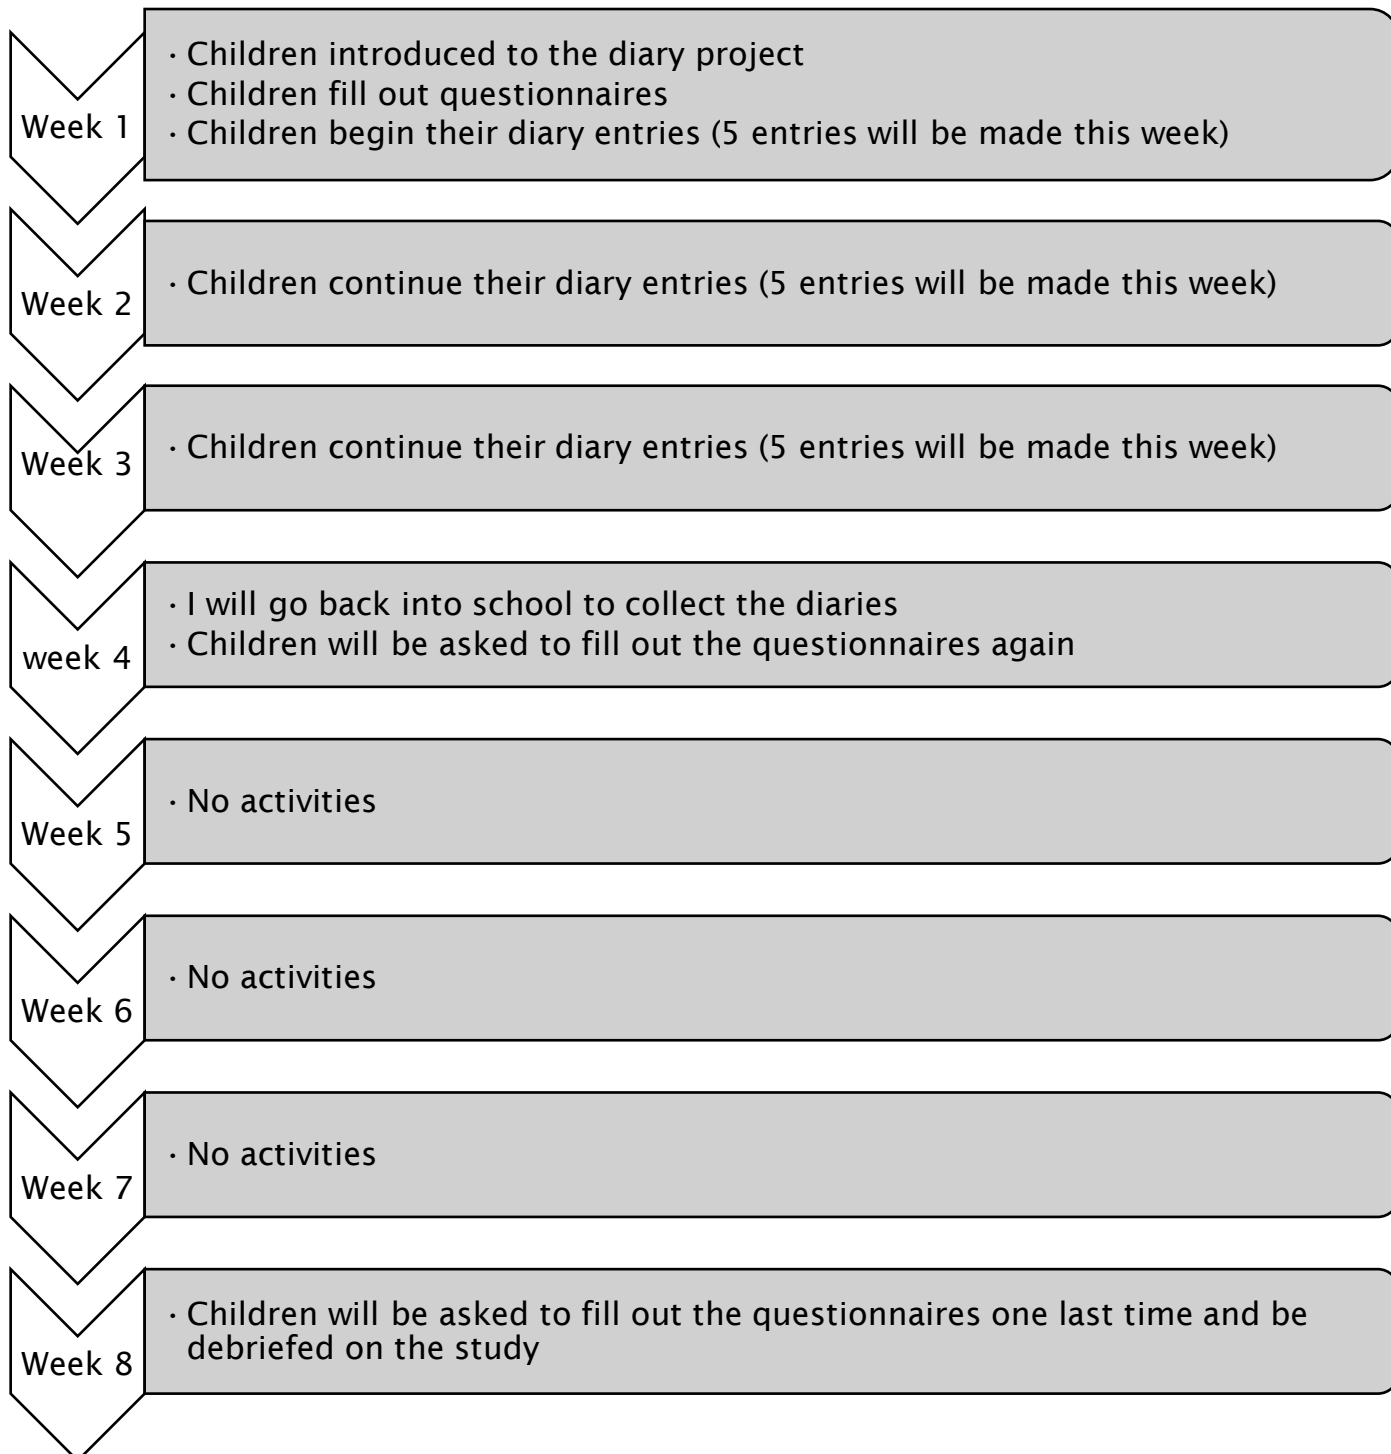 Week 1
· Children introduced to the diary project
· Children fill out questionnaires
· Children begin their diary entries (5 entries will be made this week)
Week 2
· Children continue their diary entries (5 entries will be made this week)
Week 3
· Children continue their diary entries (5 entries will be made this week)
week 4
· I will go back into school to collect the diaries
· Children will be asked to fill out the questionnaires again
Week 5
· No activities
Week 6
· No activities
Week 7
· No activities
Week 8
· Children will be asked to fill out the questionnaires one last time and be
debriefed on the study